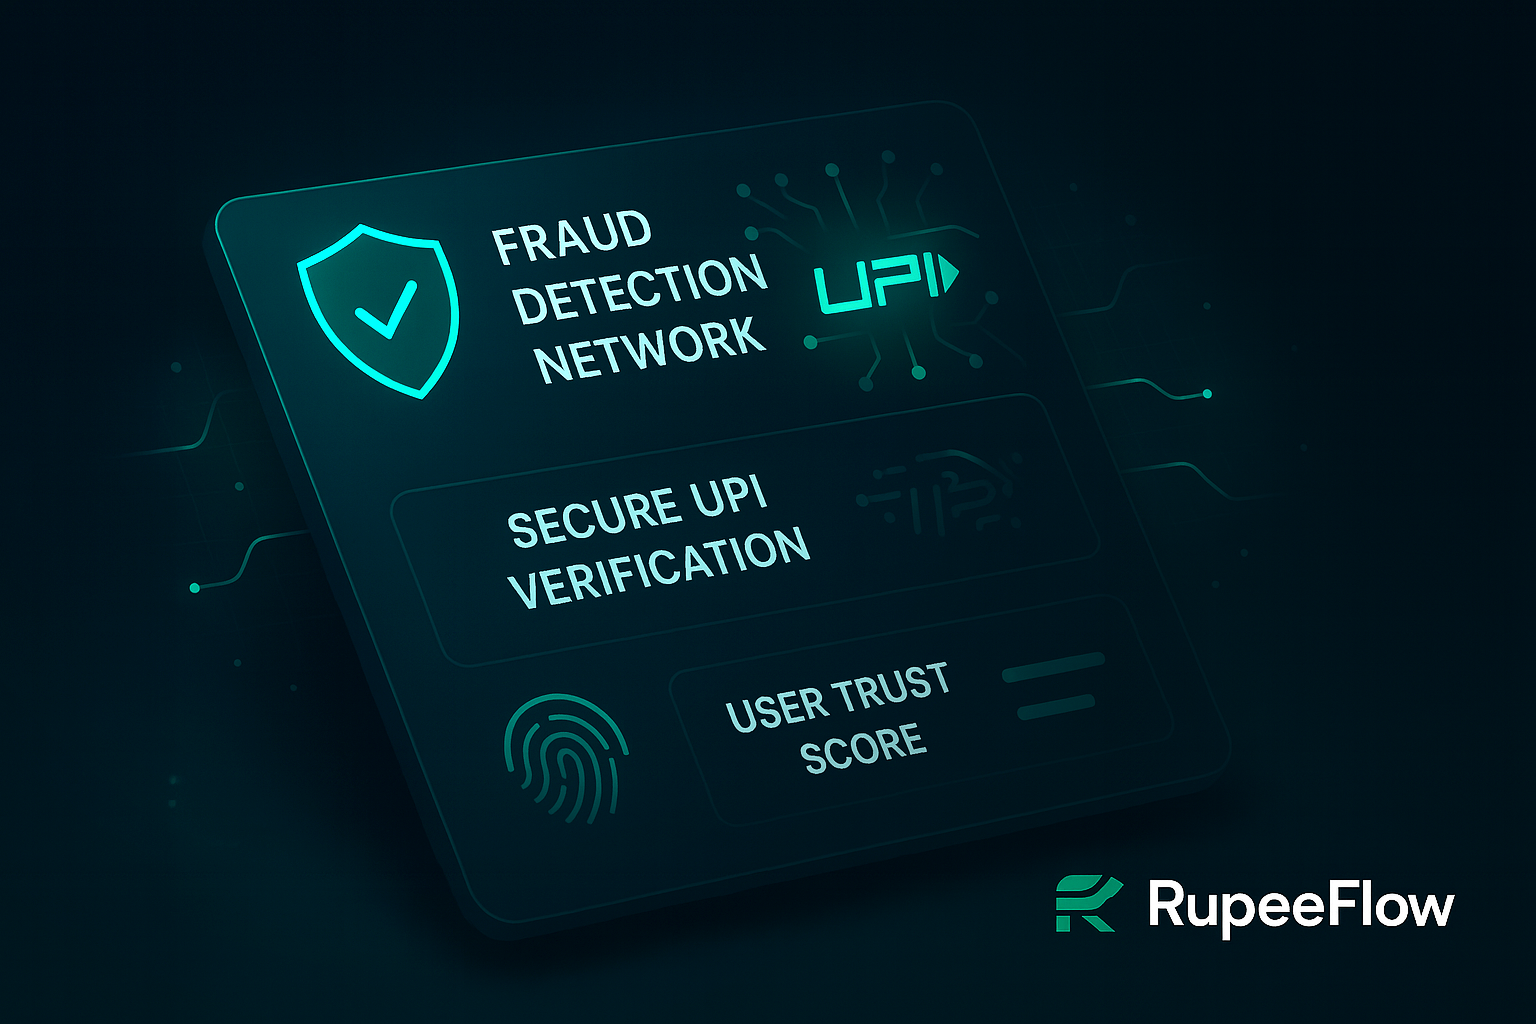 FRAUD
DETECTION
NETWORK
UPI
SECURE UPI
VERIFICATION
USER TRUST
SCORE
RupeeFlow